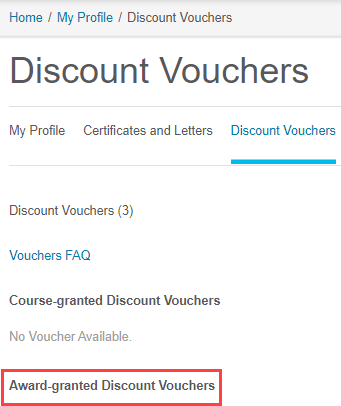 Home / My Profile / Discount Vouchers
Discount Vouchers
My Profile Certificates and Letters Discount Vouchers
Discount Vouchers (3)
Vouchers FAQ
Course-granted Discount Vouchers
No Voucher Available.
Award-granted Discount Vouchers